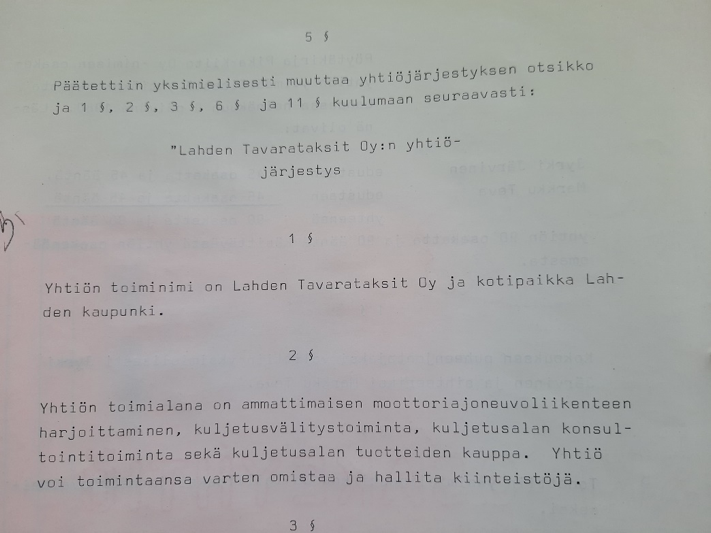 5 §
Päätettiin yksimielisesti muuttaa yhtiöjärjestyksen otsikko
ja 1 §, 2 §, 3 §, 6 § ja 11 § kuulumaan seuraavasti:
"Lahden Tavarataksit Oy:n yhtiö-
järjestys
1 §
Yhtiön toiminimi on Lahden Tavarataksit Oy ja kotipaikka Lah-
den kaupunki.
2 §
Yhtiön toimialana on ammattimaisen moottoriajoneuvoliikenteen
harjoittaminen, kuljetusvälitystoiminta, kuljetusalan konsul-
tointitoiminta sekä kuljetusalan tuotteiden kauppa. Yhtiö
voi toimintaansa varten omistaa ja hallita kiinteistöjä.
3 §